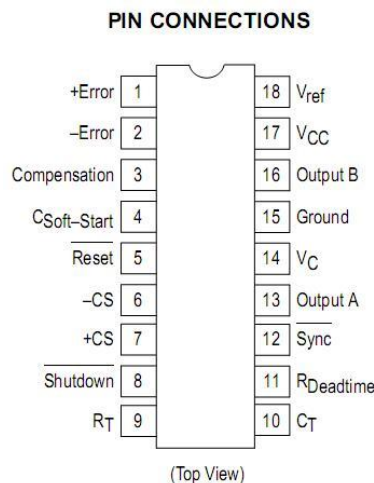 PIN CONNECTIONS
+Error 1 18 Vref
–Error 2 17 VCC
Compensation 3 16 Output B
CSoft–Start 4 15 Ground
Reset 5 14 VC
–CS 6 13 Output A
+CS 7 12 Sync
Shutdown 8 11 RDeadtime
RT 9 10 CT
(Top View)